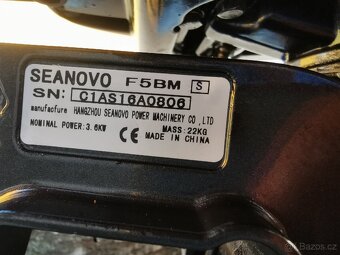 SEANOVO F5BM S
SN: C1AS16A0806
manufacture HANGZHOU SEANOVO POWER MACHINERY CO ,LTD
NOMINAL POWER:3.6KW CE MASS:22KG
MADE IN CHINA
Bazos.cz